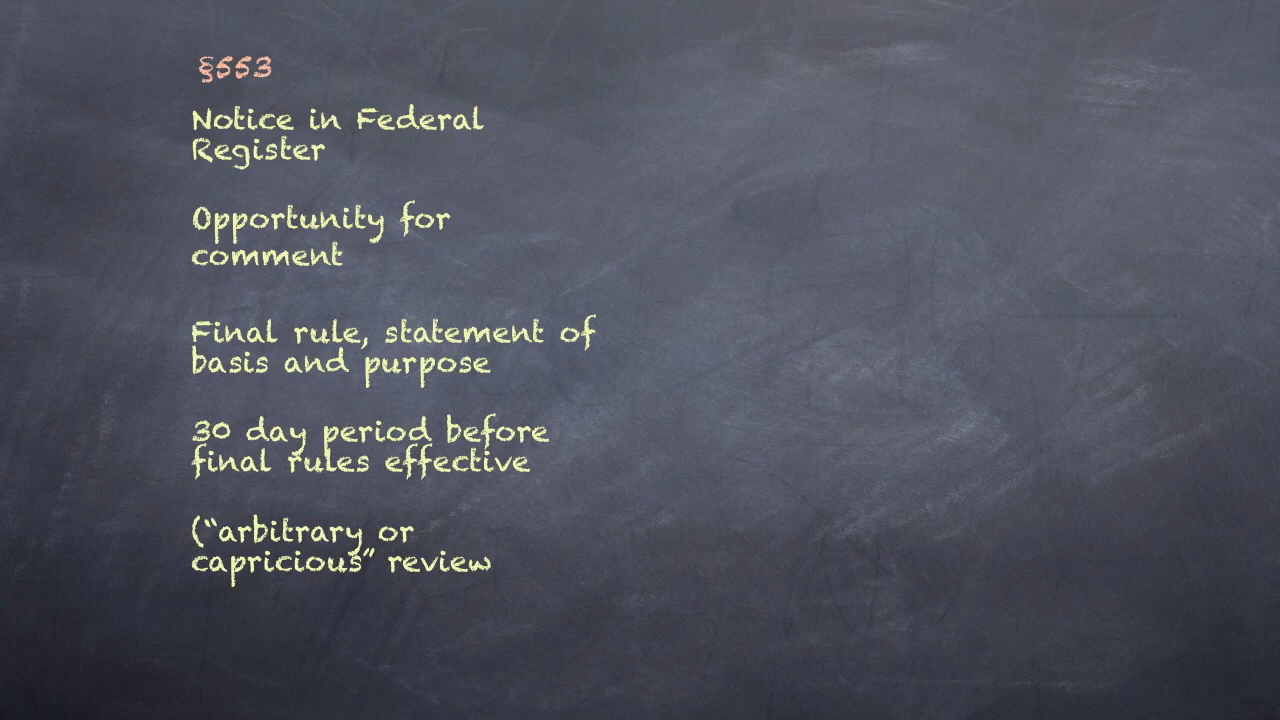 §553
Notice in Federal
Register
Opportunity for
comment
Final rule, statement of
basis and purpose
30 day period before
final rules effective
(“arbitrary or
capricious” review